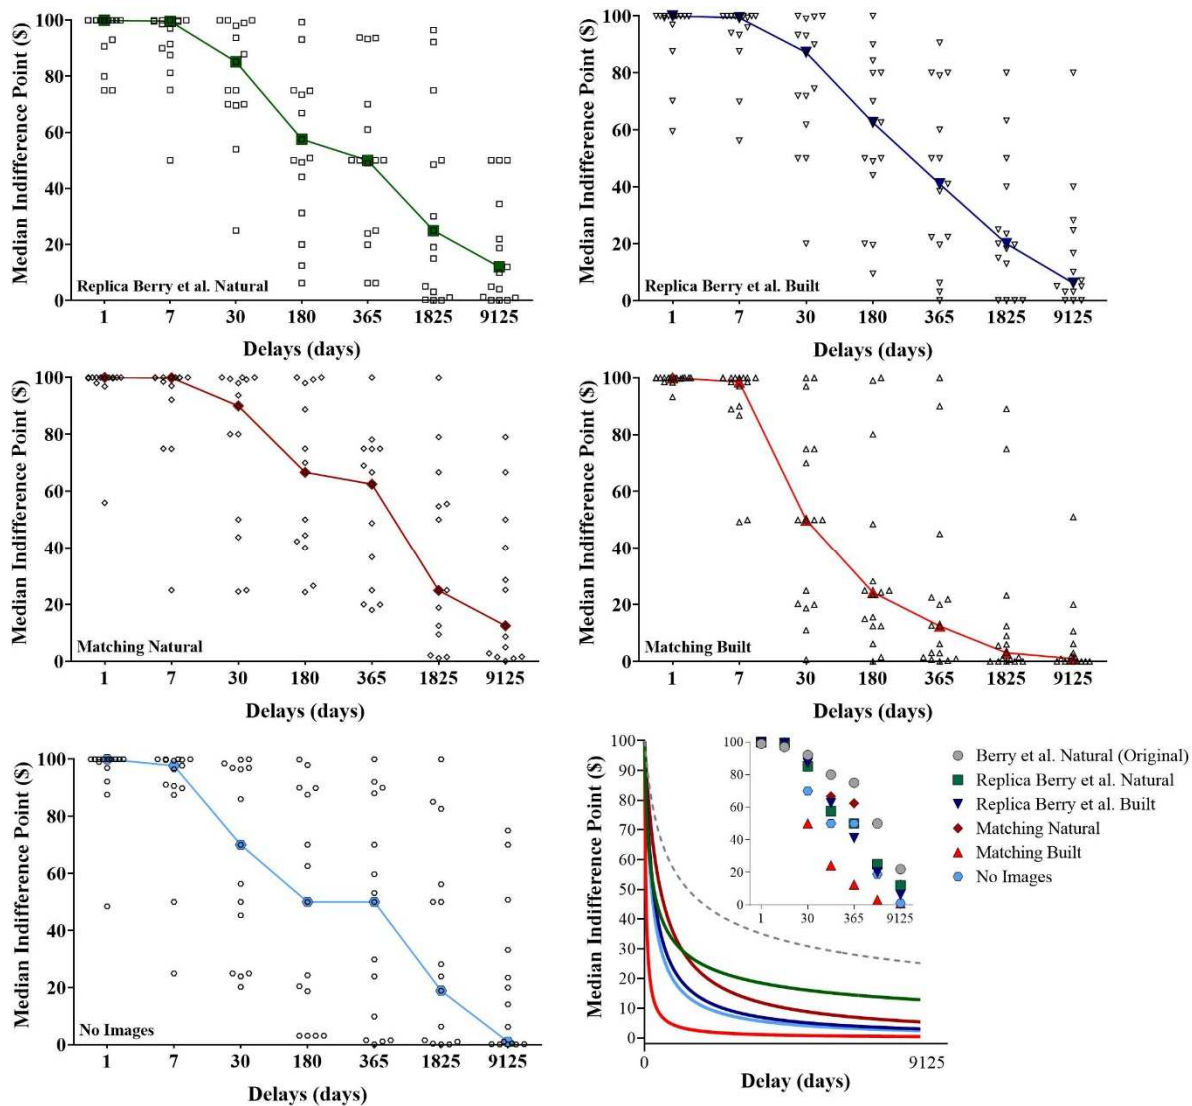 Median Indifference Point ($)
100
80
60
40
20
0
Replica Berry et al. Natural
1 7 30 180 365 1825 9125
Delays (days)
Median Indifference Point ($)
100
80
60
40
20
0
Replica Berry et al. Built
1 7 30 180 365 1825 9125
Delays (days)
Median Indifference Point ($)
100
80
60
40
20
0
Matching Natural
1 7 30 180 365 1825 9125
Delays (days)
Median Indifference Point ($)
100
80
60
40
20
0
Matching Built
1 7 30 180 365 1825 9125
Delays (days)
Median Indifference Point ($)
100
80
60
40
20
0
No Images
1 7 30 180 365 1825 9125
Delays (days)
Median Indifference Point ($)
100
90
80
70
60
50
40
30
20
10
0
0 9125
Delay (days)
100
80
60
40
20
0
1 30 365 9125
Berry et al. Natural (Original)
Replica Berry et al. Natural
Replica Berry et al. Built
Matching Natural
Matching Built
No Images